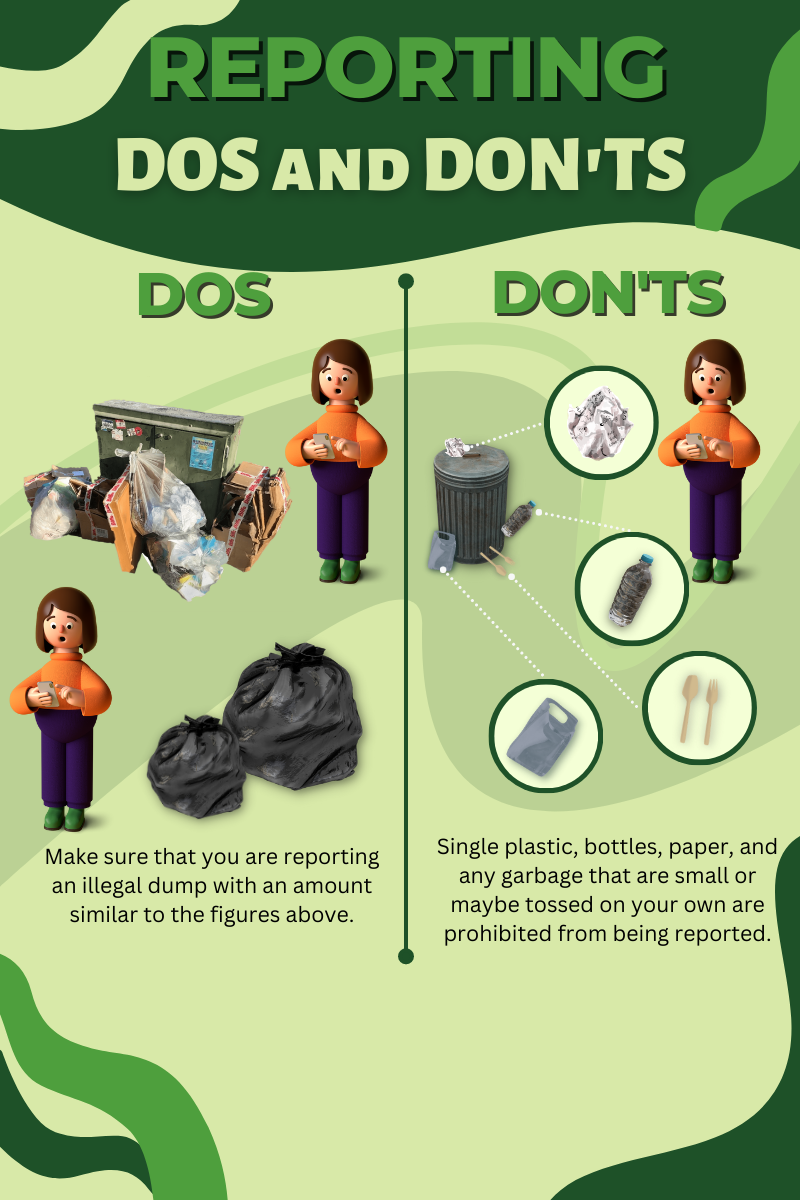 REPORTING
DOS AND DON'TS
DOS
DON'TS
Make sure that you are reporting
an illegal dump with an amount
similar to the figures above.
Single plastic, bottles, paper, and
any garbage that are small or
maybe tossed on your own are
prohibited from being reported.